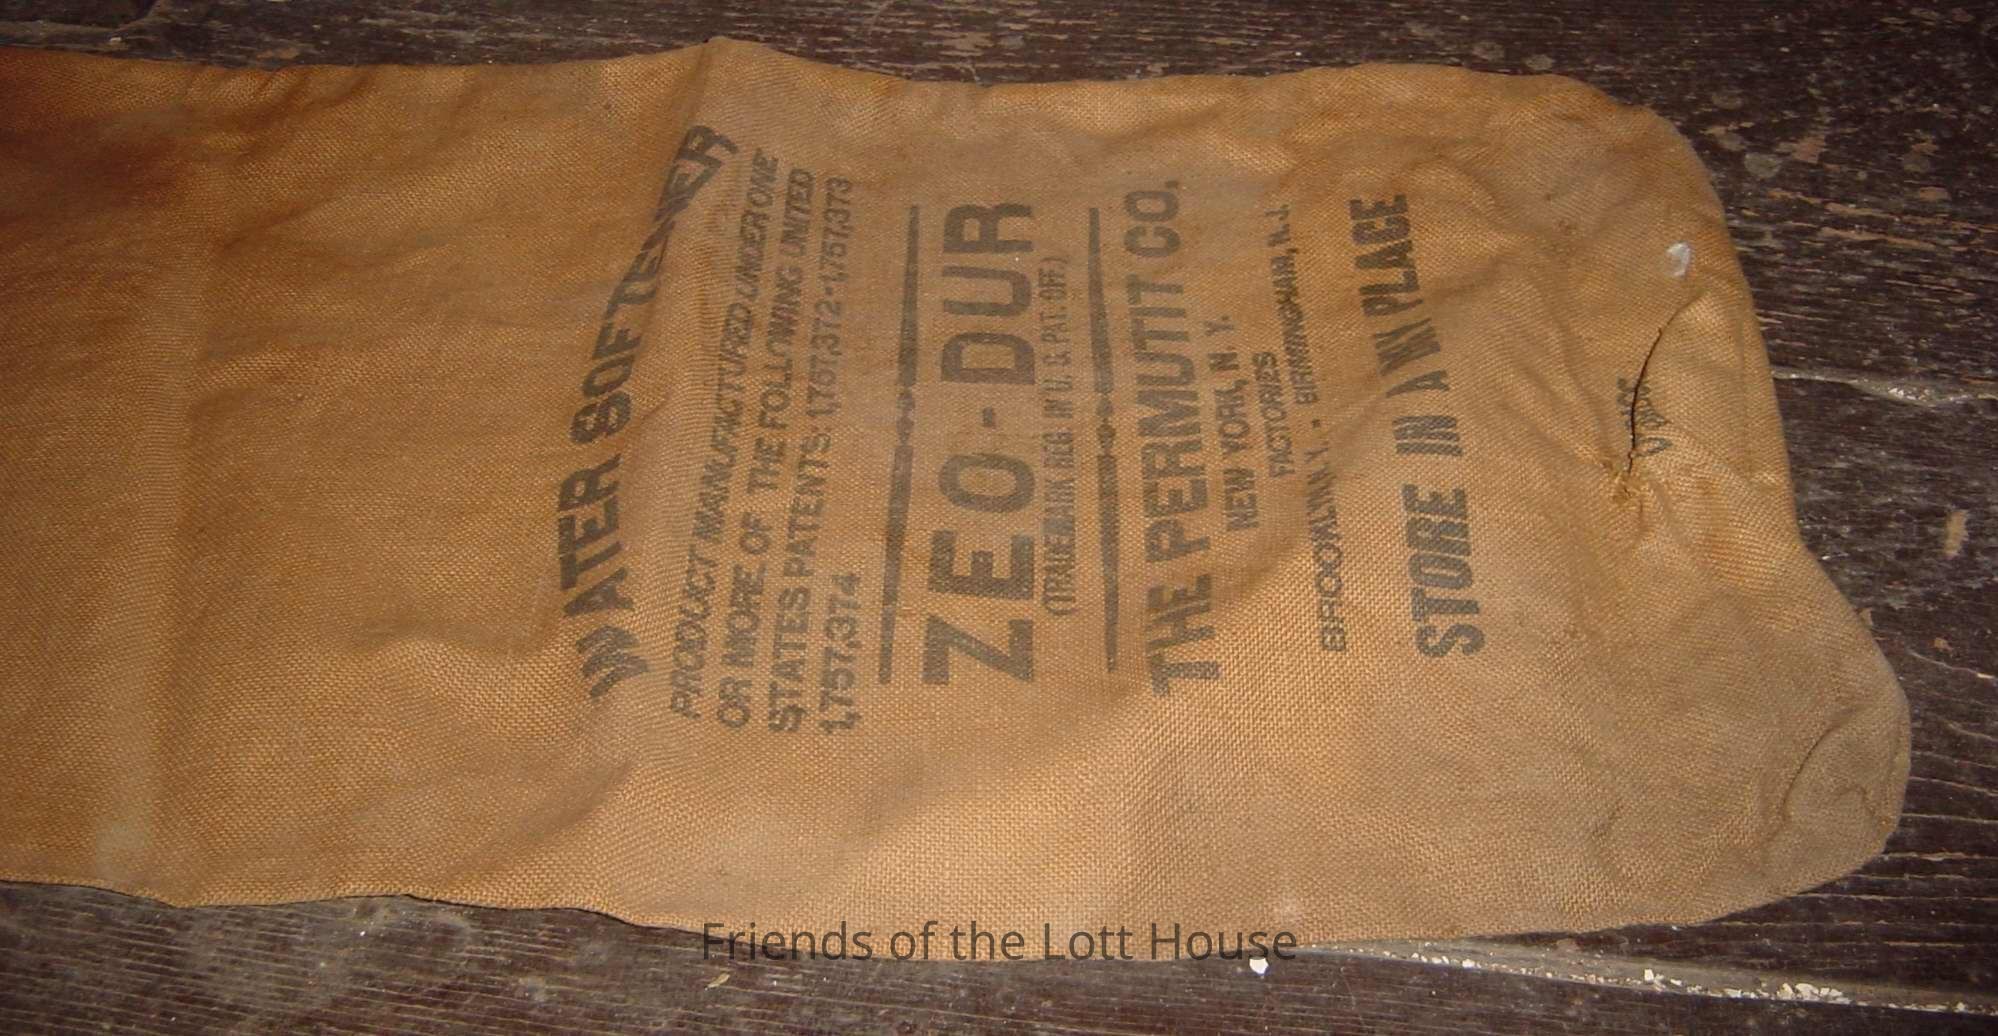 WATER SOFTENER
PRODUCT MANUFACTURED UNDER ONE
OR MORE OF THE FOLLOWING UNITED
STATES PATENTS: 1,757,372-1,757,373
1,757,374
ZEO-DUR
(TRADEMARK REG. IN U. S. PAT. OFF.)
THE PERMUTIT CO.
NEW YORK, N. Y.
FACTORIES
BROOKLYN, N.Y. - BIRMINGHAM, N.J.
STORE IN A DRY PLACE
Friends of the Lott House